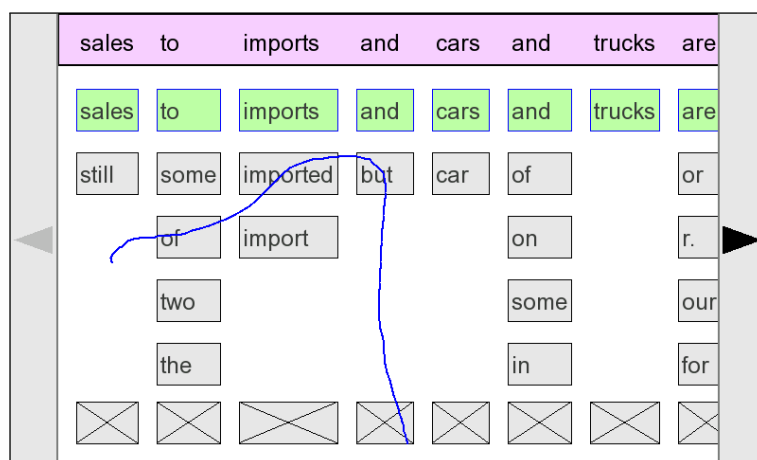 sales to imports and cars and trucks are
sales to imports and cars and trucks are
still some imported but car of or
of import on r.
two some our
the in for